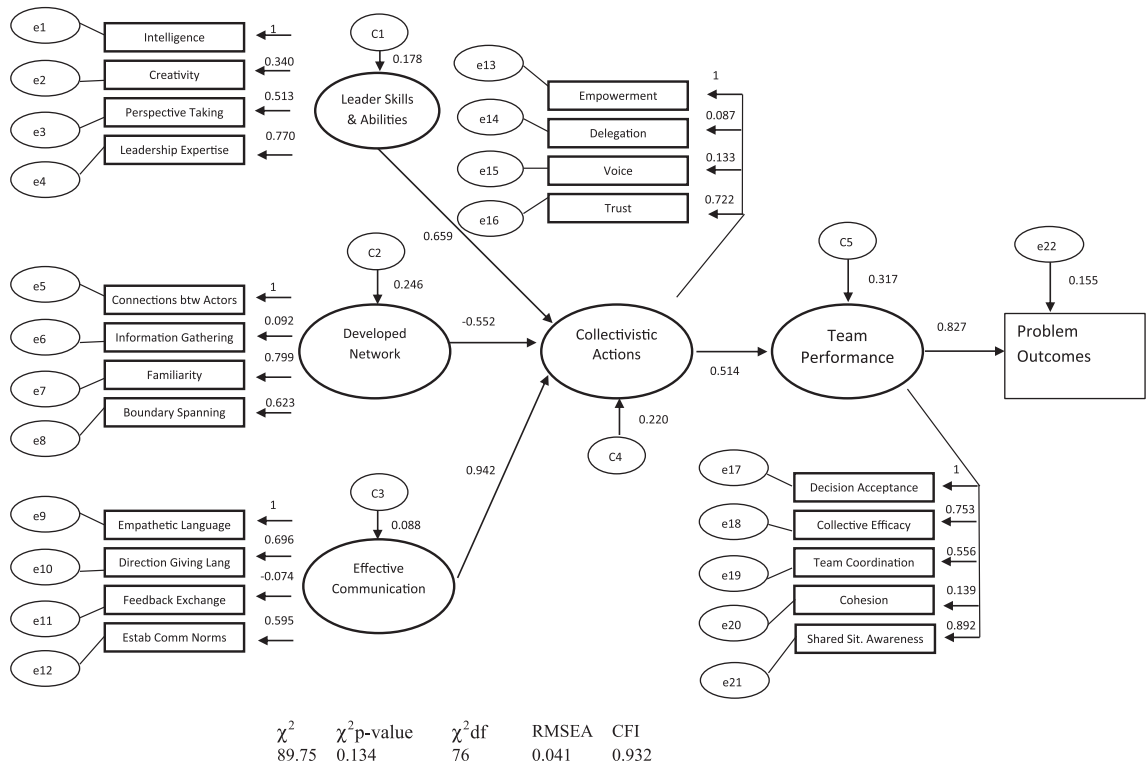 e1
Intelligence
1
e2
Creativity
0.340
e3
Perspective Taking
0.513
e4
Leadership Expertise
0.770
C1
0.178
Leader Skills
& Abilities
0.659
e13
Empowerment
1
e14
Delegation
0.087
e15
Voice
0.133
e16
Trust
0.722
e5
Connections btw Actors
1
e6
Information Gathering
0.092
e7
Familiarity
0.799
e8
Boundary Spanning
0.623
C2
0.246
Developed
Network
-0.552
Collectivistic
Actions
0.220
C4
0.514
C5
0.317
Team
Performance
0.827
e22
0.155
Problem
Outcomes
e9
Empathetic Language
1
e10
Direction Giving Lang
0.696
e11
Feedback Exchange
-0.074
e12
Estab Comm Norms
0.595
C3
0.088
Effective
Communication
0.942
e17
Decision Acceptance
1
e18
Collective Efficacy
0.753
e19
Team Coordination
0.556
e20
Cohesion
0.139
e21
Shared Sit. Awareness
0.892
χ² χ²p-value χ²df RMSEA CFI
89.75 0.134 76 0.041 0.932